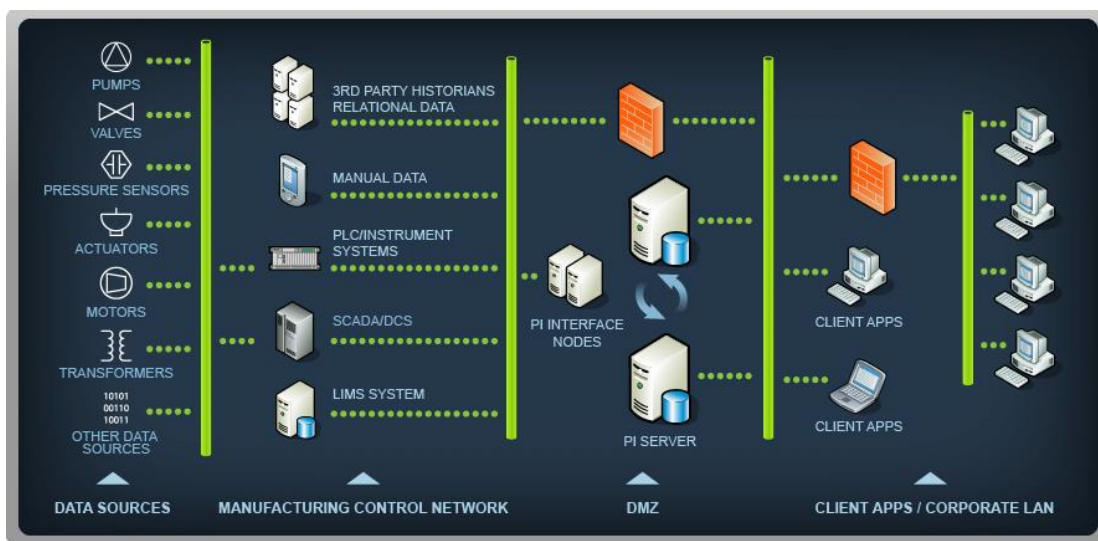 PUMPS
VALVES
PRESSURE SENSORS
ACTUATORS
MOTORS
TRANSFORMERS
10101
00110
10011
OTHER DATA
SOURCES
DATA SOURCES
3RD PARTY HISTORIANS
RELATIONAL DATA
MANUAL DATA
PLC/INSTRUMENT
SYSTEMS
SCADA/DCS
LIMS SYSTEM
MANUFACTURING CONTROL NETWORK
PI INTERFACE
NODES
PI SERVER
DMZ
CLIENT APPS
CLIENT APPS
CLIENT APPS / CORPORATE LAN